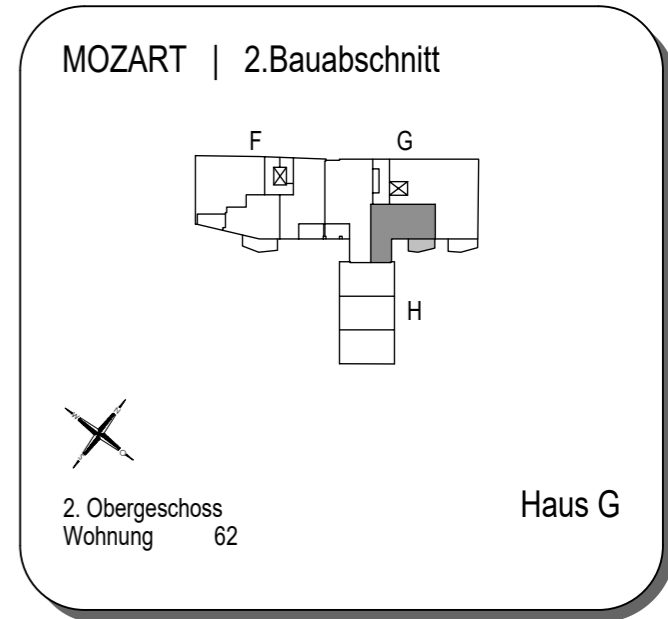 MOZART | 2.Bauabschnitt
F
G
H
N
W
O
S
2. Obergeschoss
Wohnung 62
Haus G